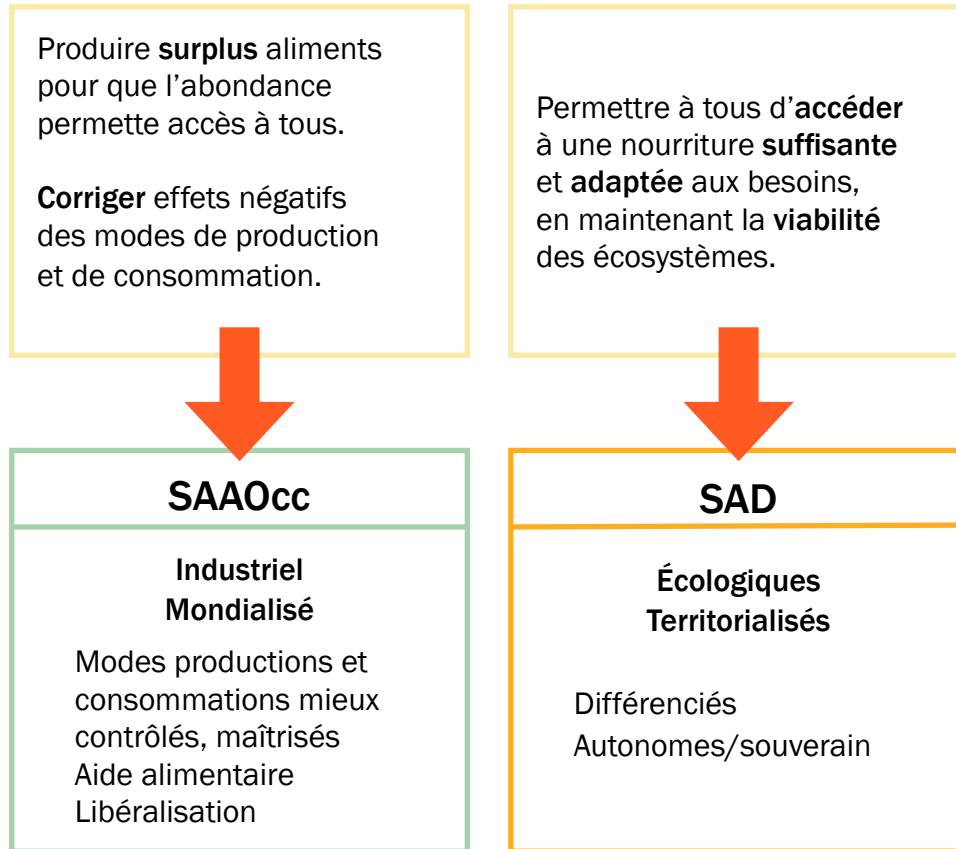 Produire surplus aliments
pour que l'abondance
permette accès à tous.
Corriger effets négatifs
des modes de production
et de consommation.
Permettre à tous d'accéder
à une nourriture suffisante
et adaptée aux besoins,
en maintenant la viabilité
des écosystèmes.
SAAOcc
Industriel
Mondialisé
Modes productions et
consommations mieux
contrôlés, maîtrisés
Aide alimentaire
Libéralisation
SAD
Écologiques
Territorialisés
Différenciés
Autonomes/souverain